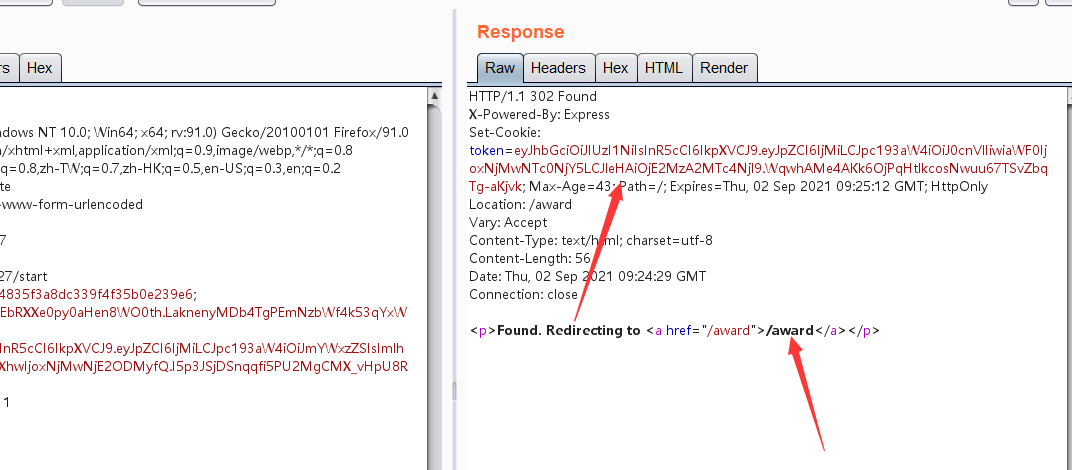 Response
rs Hex
Raw Headers Hex HTML Render
HTTP/1.1 302 Found
X-Powered-By: Express
Set-Cookie:
token=eyJhbGciOiJIUzI1NiIsInR5cCI6IkpXVCJ9.eyJpZCI6IjMiLCJpc193aW4iOiJ0cnVlIiwiaWF0Ij
oxNjMwNTc0NjY5LCJleHAiOjE2MzA2MTc4Njl9.WqwhAMe4AKk6OjPqHtlkcosNwuu67TSvZbq
Tg-aKjvk; Max-Age=43; Path=/; Expires=Thu, 02 Sep 2021 09:25:12 GMT; HttpOnly
Location: /award
Vary: Accept
Content-Type: text/html; charset=utf-8
Content-Length: 56
Date: Thu, 02 Sep 2021 09:24:29 GMT
Connection: close
<p>Found. Redirecting to <a href="/award">/award</a></p>
ndows NT 10.0; Win64; x64; rv:91.0) Gecko/20100101 Firefox/91.0
n/xhtml+xml,application/xml;q=0.9,image/webp,*/*;q=0.8
q=0.8,zh-TW;q=0.7,zh-HK;q=0.5,en-US;q=0.3,en;q=0.2
te
-www-form-urlencoded
7
27/start
4835f3a8dc339f4f35b0e239e6;
EbRXXe0py0aHen8WO0th.LaknenyMDb4TgPEmNzbWf4k53qYxW
InR5cCI6IkpXVCJ9.eyJpZCI6IjMiLCJpc193aW4iOiJmYWxzZSIsImlh
XhwIjoxNjMwNjE2ODMyfQ.I5p3JSjDSnqqfi5PU2MgCMX_vHpU8R
1